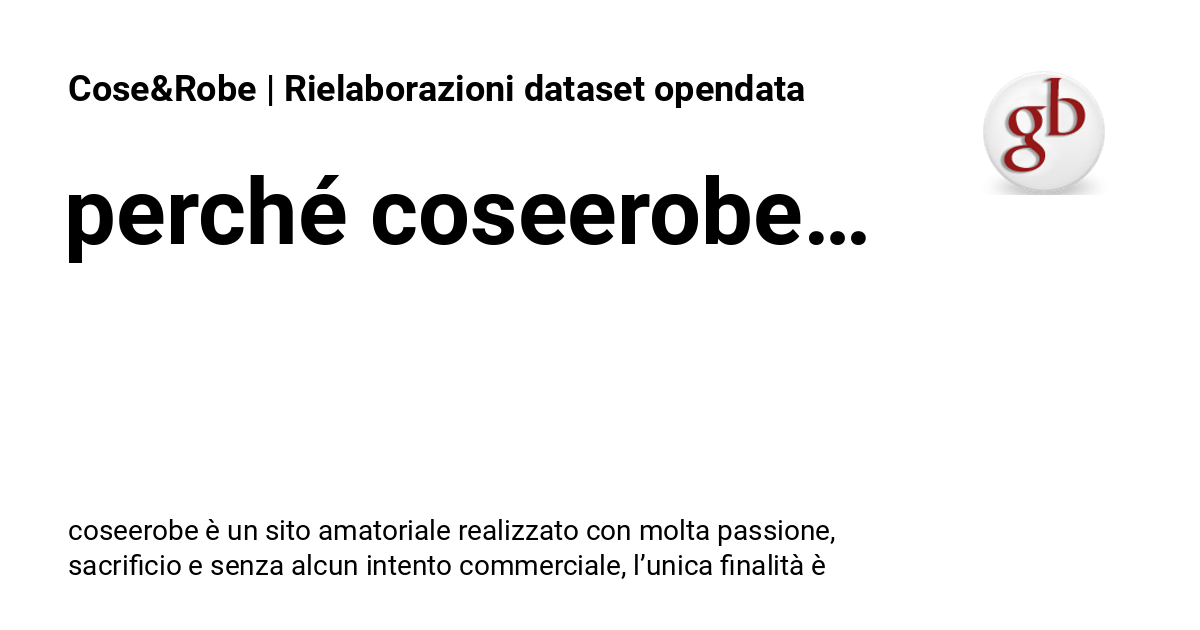 Cose&Robe | Rielaborazioni dataset opendata
gb
perché coseerobe…
coseerobe è un sito amatoriale realizzato con molta passione,
sacrificio e senza alcun intento commerciale, l’unica finalità è